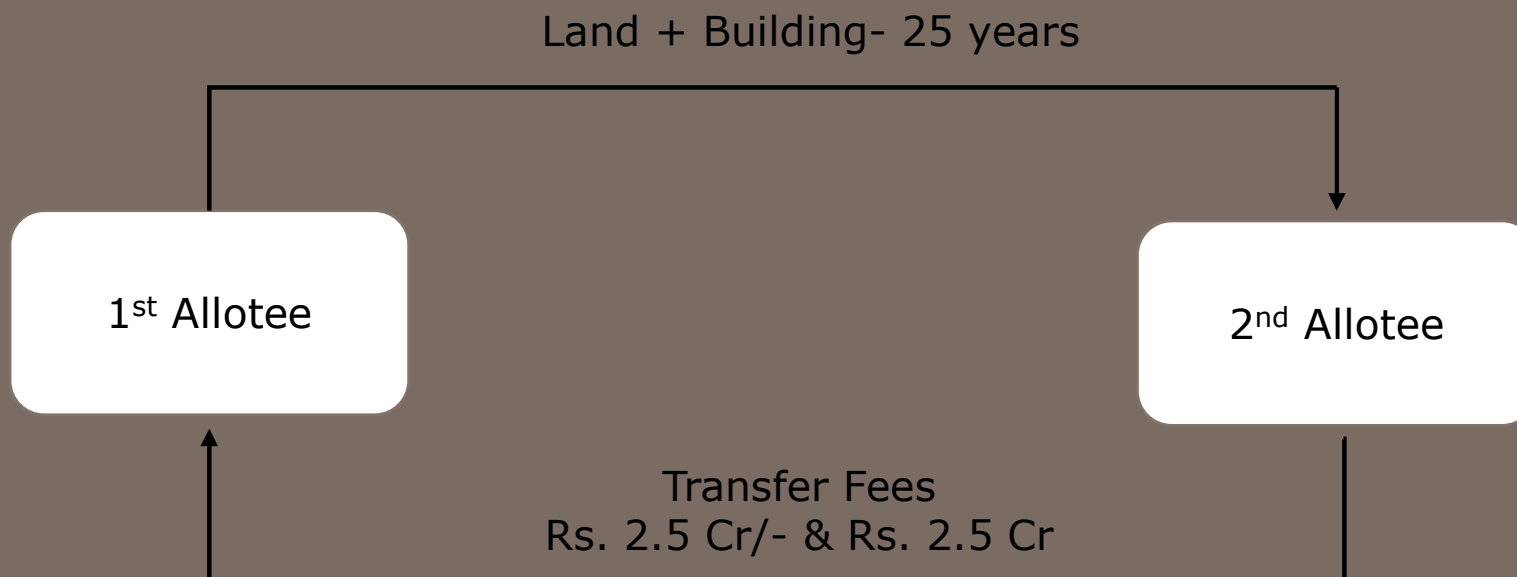 Land + Building- 25 years
1st Allotee
2nd Allotee
Transfer Fees
Rs. 2.5 Cr/- & Rs. 2.5 Cr